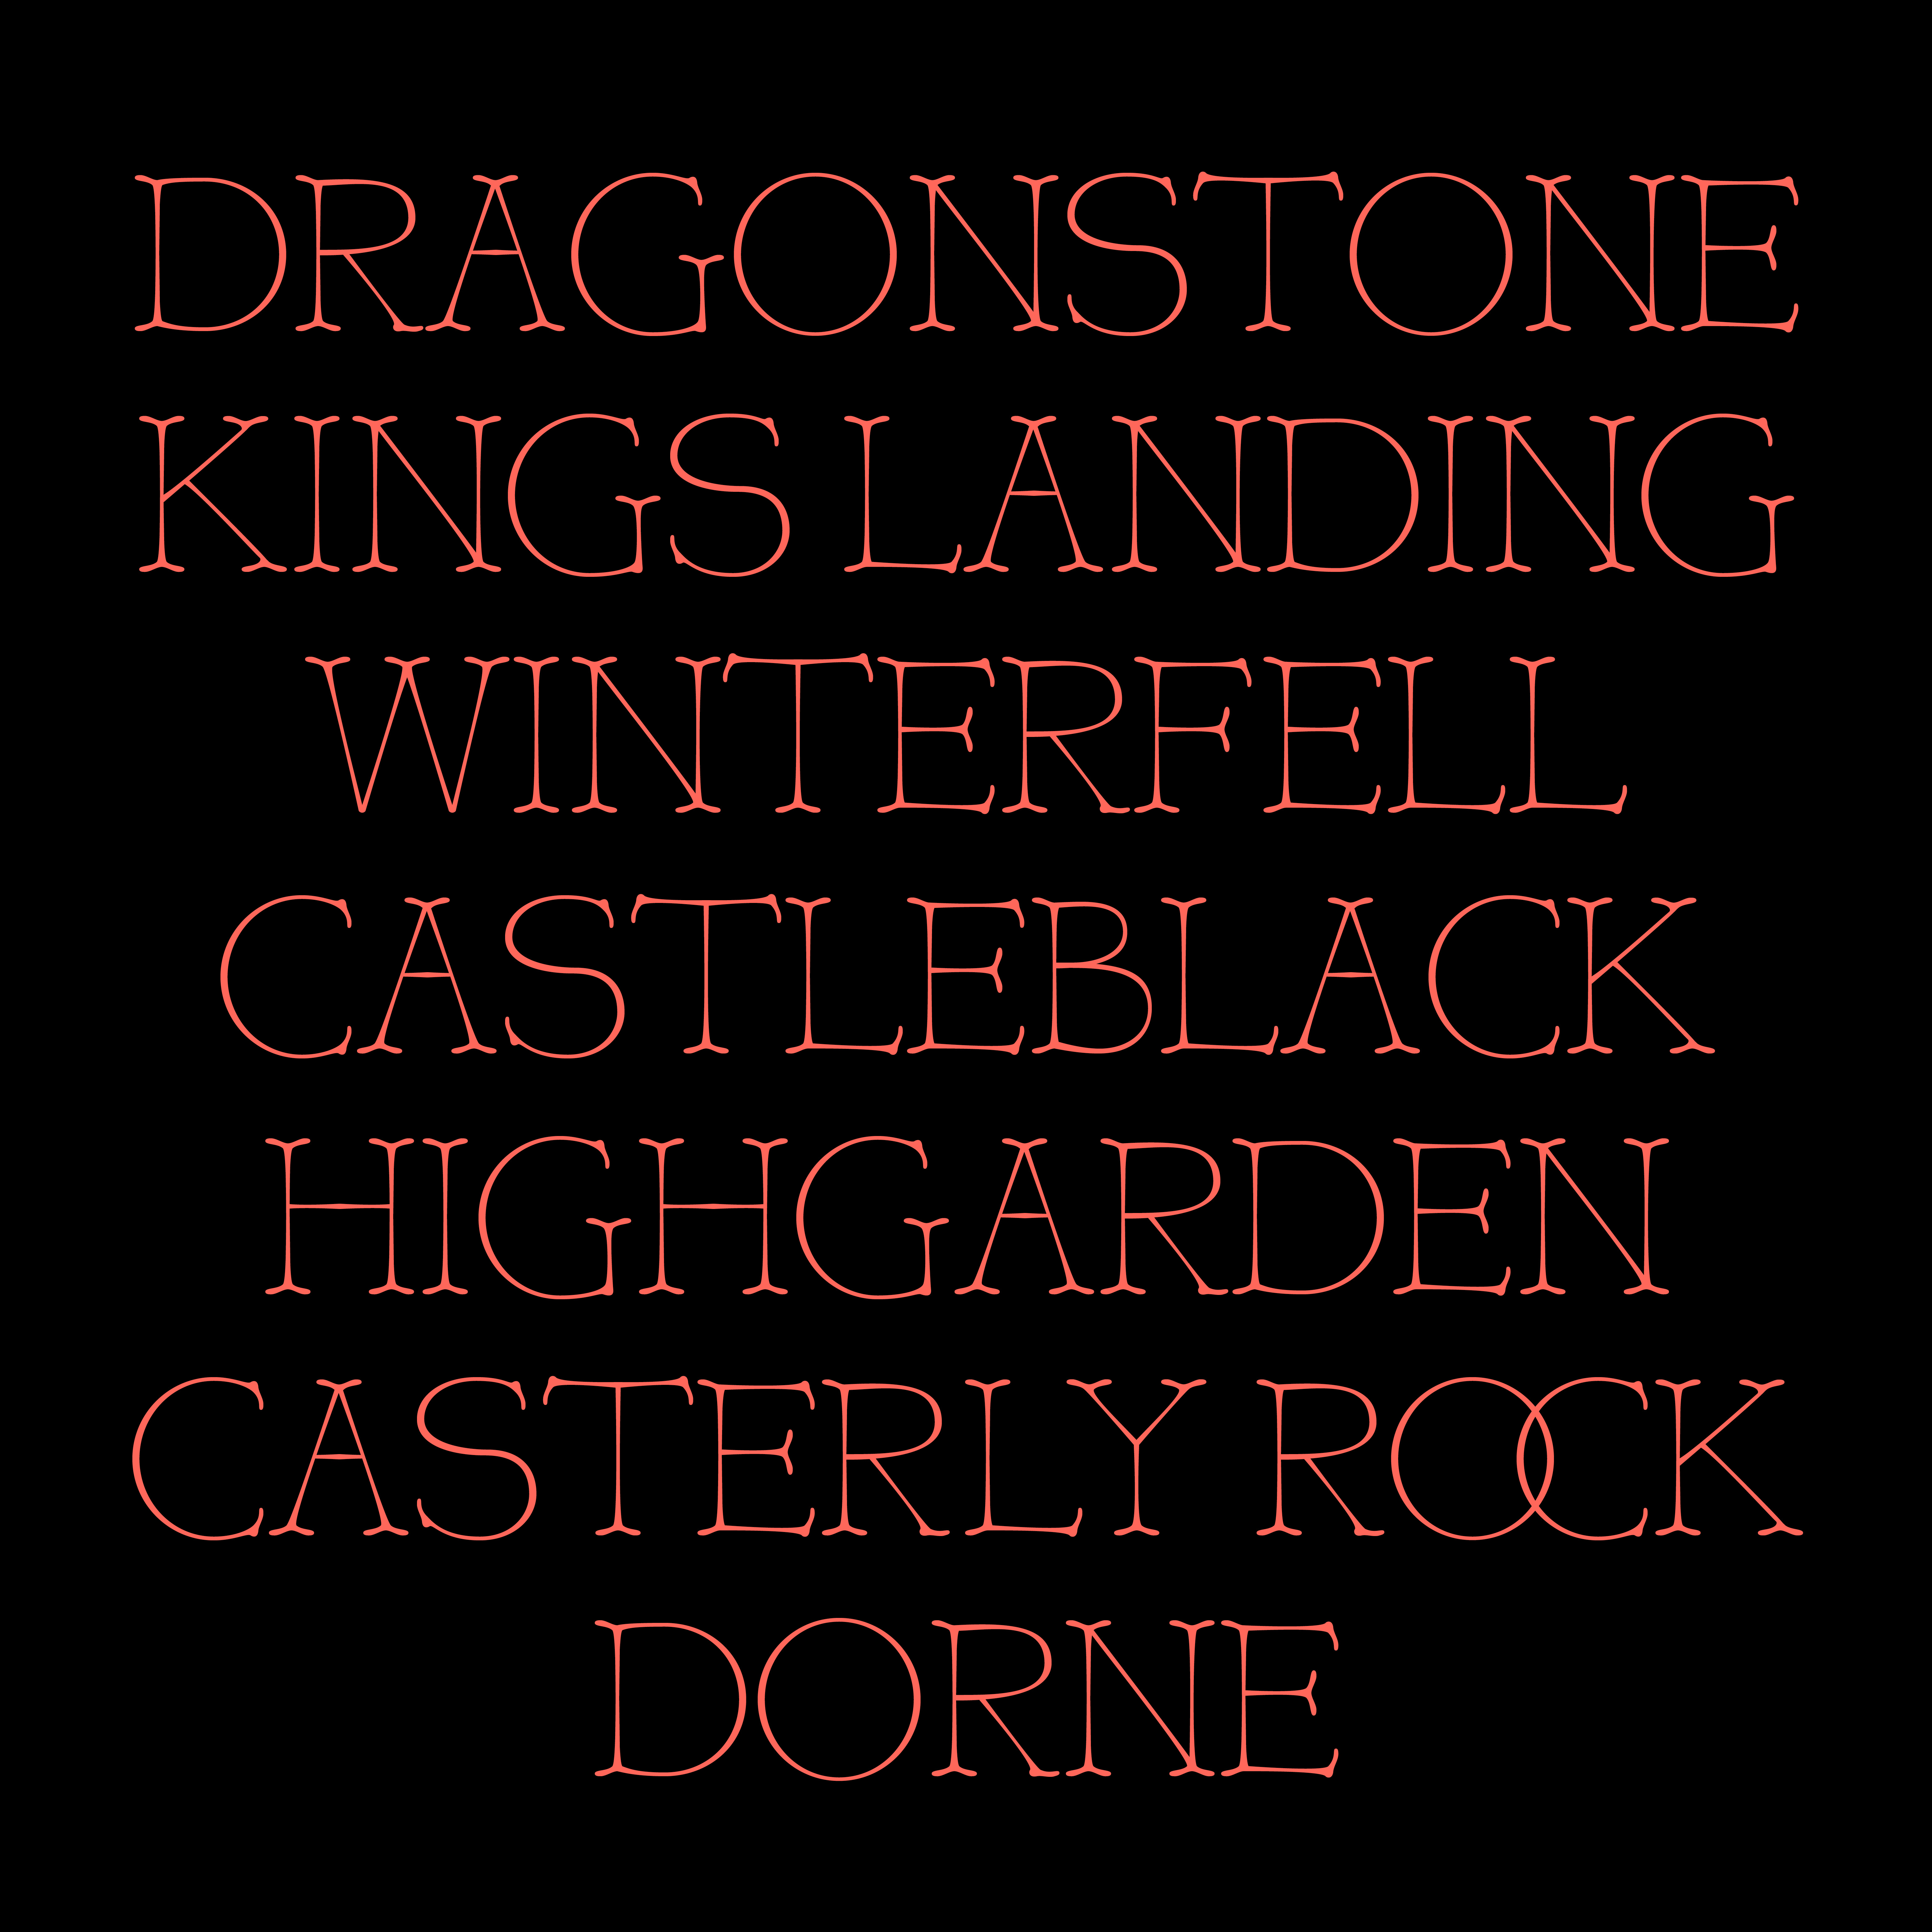 DRAGONSTONE
KINGS LANDING
WINTERFELL
CASTLEBLACK
HIGHGARDEN
CASTERLY ROCK
DORNE